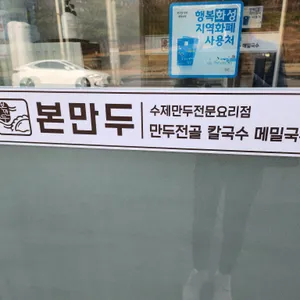 행복화성
지역화폐
사용처
본만두
수제만두전문요리점
만두전골 칼국수 메밀국